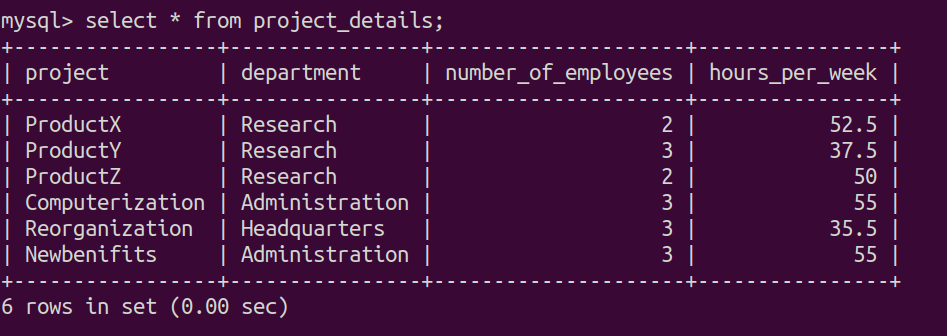 mysql> select * from project_details;
+-----------------+----------------+---------------------+----------------+
| project         | department     | number_of_employees | hours_per_week |
+-----------------+----------------+---------------------+----------------+
| ProductX        | Research       |                   2 |           52.5 |
| ProductY        | Research       |                   3 |           37.5 |
| ProductZ        | Research       |                   2 |             50 |
| Computerization | Administration |                   3 |             55 |
| Reorganization  | Headquarters   |                   3 |           35.5 |
| Newbenifits     | Administration |                   3 |             55 |
+-----------------+----------------+---------------------+----------------+
6 rows in set (0.00 sec)